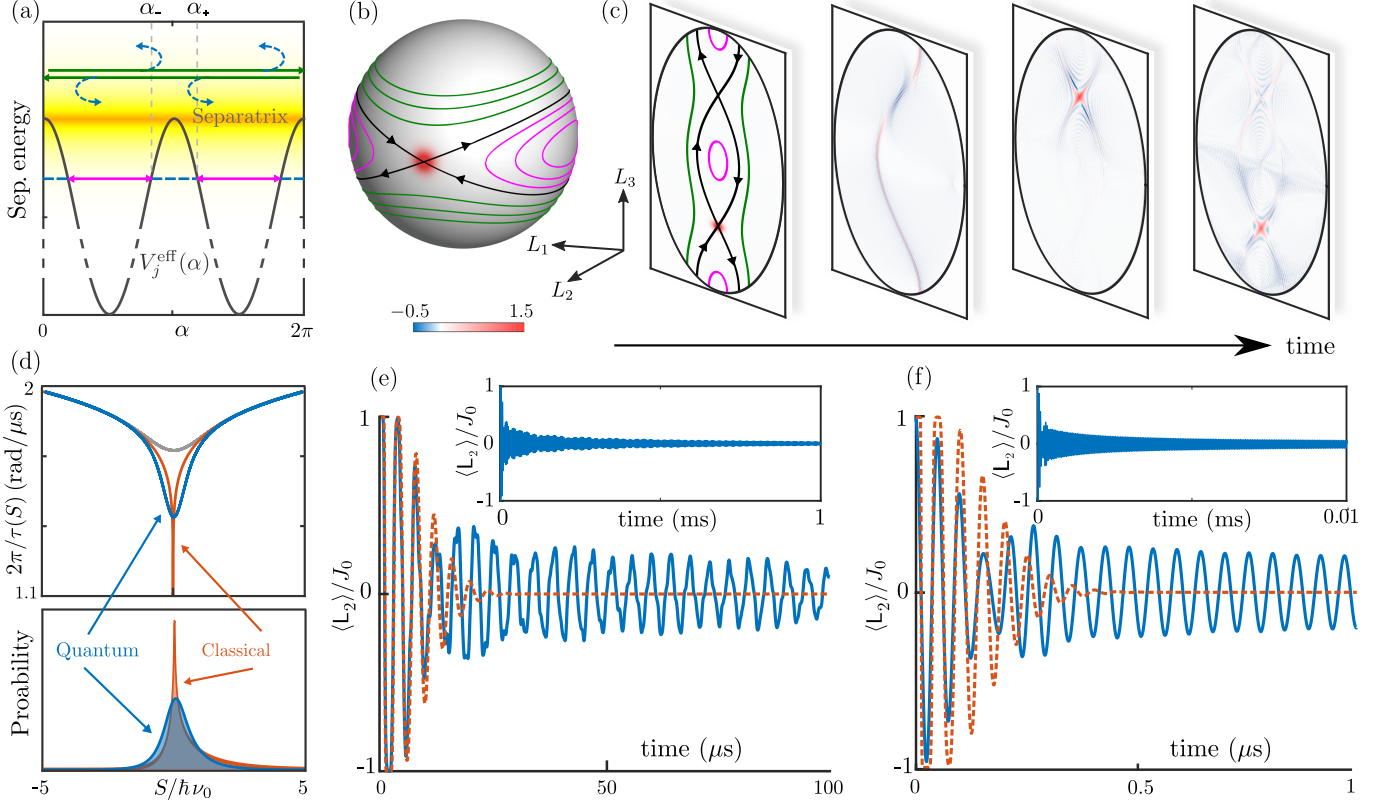 (a)
α₋ α₊
Sep. energy
Separatrix
V_j^eff(α)
0 α 2π
(b)
L₃
L₁
L₂
−0.5 1.5
(c)
time
(d)
2π/τ(S) (rad/μs)
2
1.1
Probability
Quantum Classical
-5 S/ħν₀ 5
(e)
⟨L₂⟩/J₀
1
0
-1
50 100
time (μs)
⟨L₂⟩/J₀
1
0
-1
0 1
time (ms)
(f)
⟨L₂⟩/J₀
1
0
-1
0 0.5 1
time (μs)
⟨L₂⟩/J₀
1
0
-1
0 0.01
time (ms)